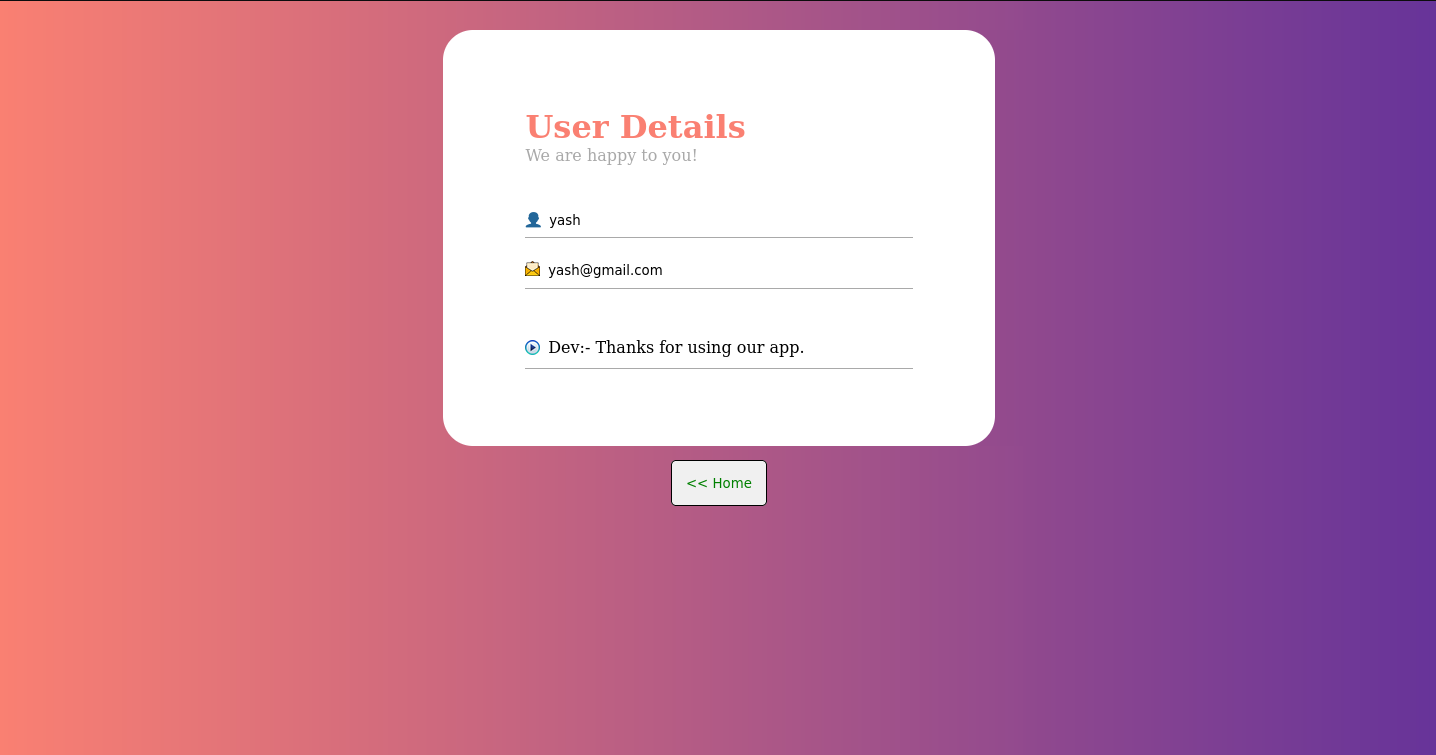 User Details
We are happy to you!
yash
yash@gmail.com
Dev:- Thanks for using our app.
<< Home